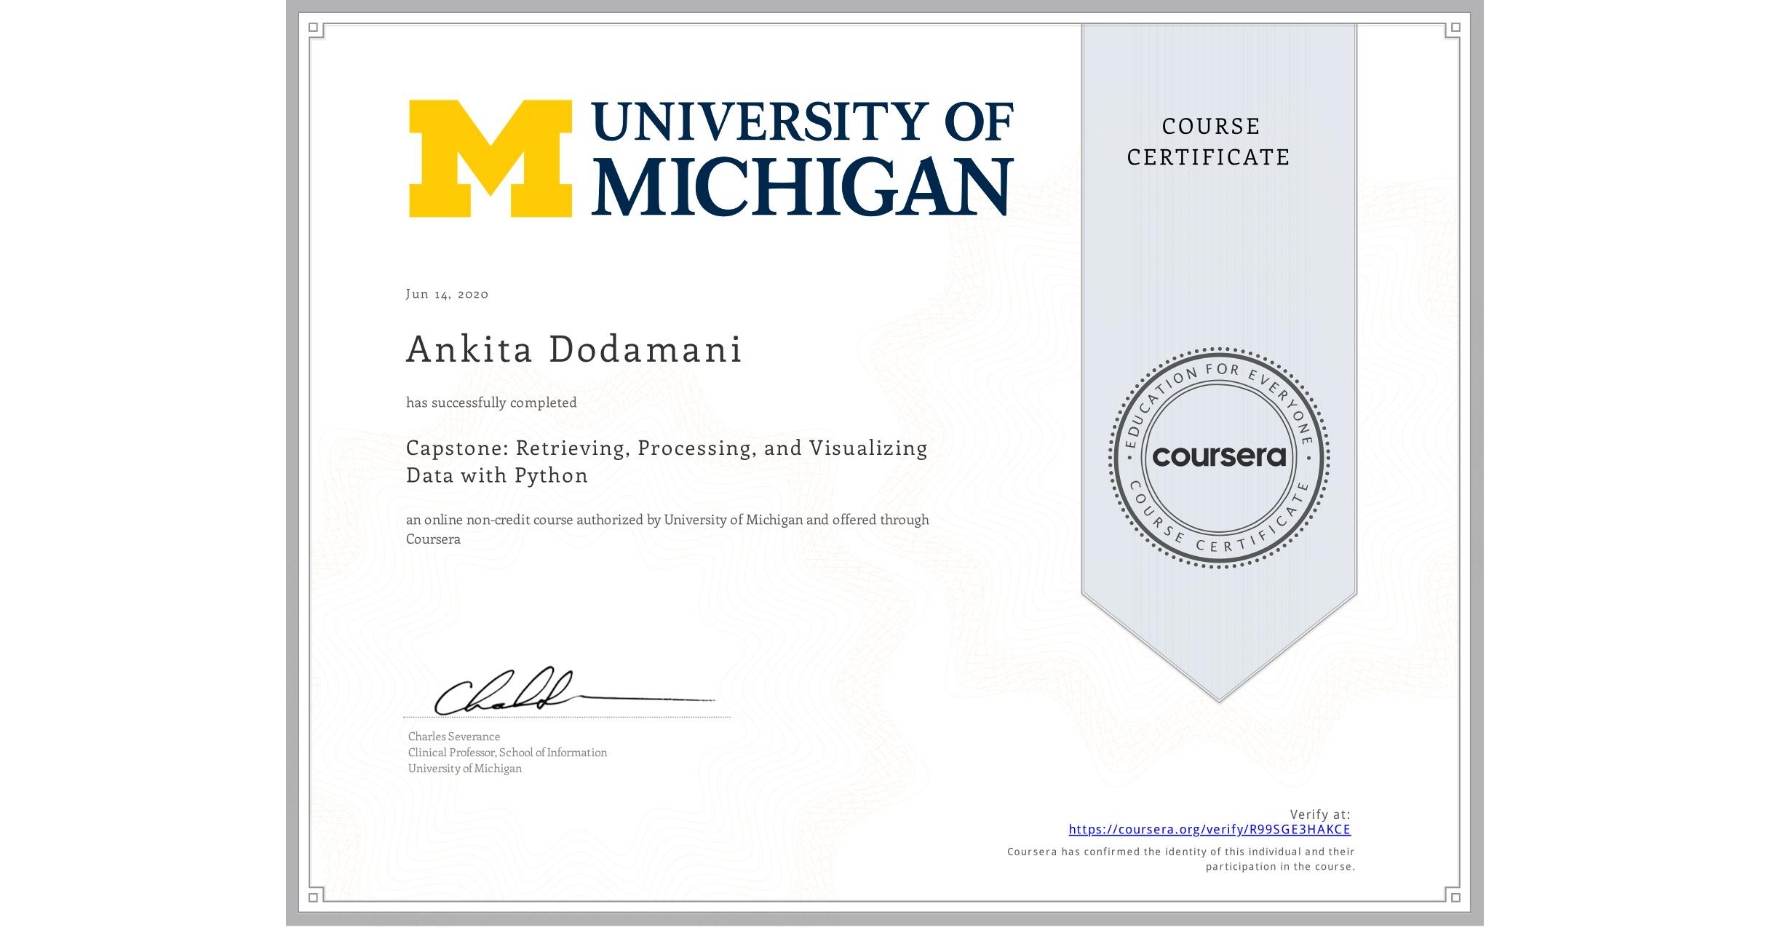 UNIVERSITY OF
MICHIGAN
COURSE
CERTIFICATE
Jun 14, 2020
Ankita Dodamani
has successfully completed
Capstone: Retrieving, Processing, and Visualizing
Data with Python
an online non-credit course authorized by University of Michigan and offered through
Coursera
EDUCATION FOR EVERYONE
coursera
COURSE CERTIFICATE
Charles Severance
Clinical Professor, School of Information
University of Michigan
Verify at:
https://coursera.org/verify/R99SGE3HAKCE
Coursera has confirmed the identity of this individual and their
participation in the course.